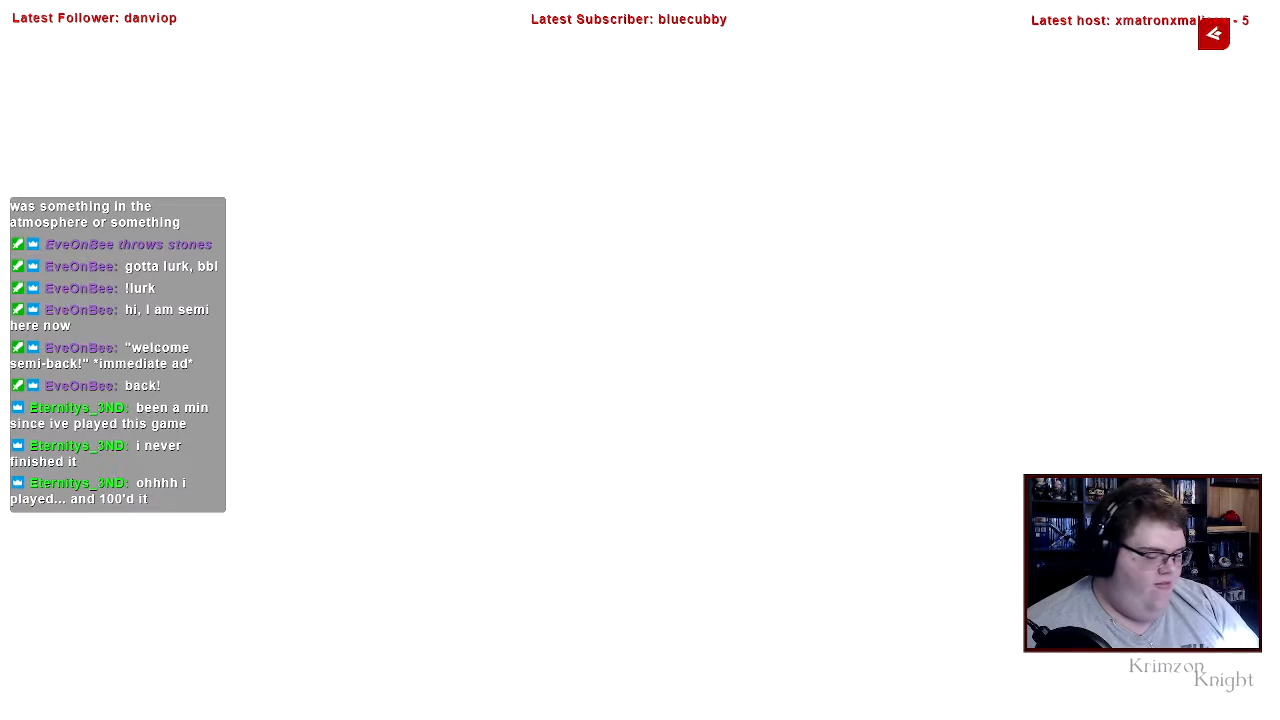 Latest Follower: danviop
Latest Subscriber: bluecubby
Latest host: - 5
was something in the
atmosphere or something
EveOnBee throws stones
EveOnBee: gotta lurk, bbl
EveOnBee: !lurk
EveOnBee: hi, I am semi
here now
EveOnBee: "welcome
semi-back!" *immediate ad*
EveOnBee: back!
Eternitys_3ND: been a min
since ive played this game
Eternitys_3ND: i never
finished it
Eternitys_3ND: ohhhh i
played... and 100'd it
Krimzon
Knight